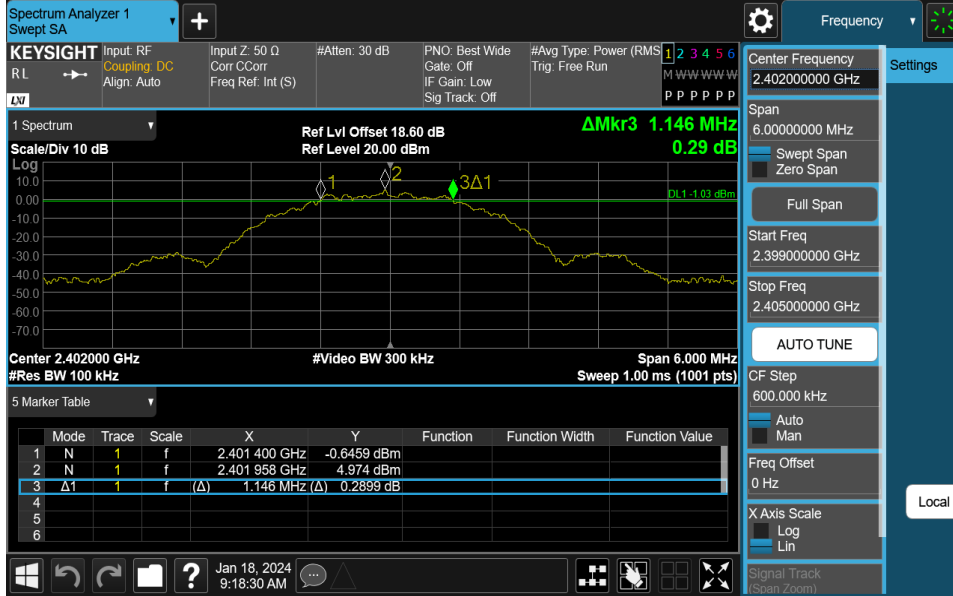 Spectrum Analyzer 1
Swept SA
+
Frequency
KEYSIGHT
R L
LXI
Input: RF
Coupling: DC
Align: Auto
Input Z: 50 Ω
Corr CCorr
Freq Ref: Int (S)
#Atten: 30 dB
PNO: Best Wide
Gate: Off
IF Gain: Low
Sig Track: Off
#Avg Type: Power (RMS
Trig: Free Run
1 2 3 4 5 6
M W W W W W
P P P P P P
1 Spectrum
Scale/Div 10 dB
Ref Lvl Offset 18.60 dB
Ref Level 20.00 dBm
ΔMkr3 1.146 MHz
0.29 dB
Log
10.0
0.00
-10.0
-20.0
-30.0
-40.0
-50.0
-60.0
-70.0
1
2
3Δ1
DL1 -1.03 dBm
Center 2.402000 GHz
#Video BW 300 kHz
Span 6.000 MHz
#Res BW 100 kHz
Sweep 1.00 ms (1001 pts)
5 Marker Table
Mode Trace Scale X Y Function Function Width Function Value
1 N 1 f 2.401 400 GHz -0.6459 dBm
2 N 1 f 2.401 958 GHz 4.974 dBm
3 Δ1 1 f (Δ) 1.146 MHz (Δ) 0.2899 dB
4
5
6
?
Jan 18, 2024
9:18:30 AM
Center Frequency
2.402000000 GHz
Span
6.00000000 MHz
Swept Span
Zero Span
Full Span
Start Freq
2.399000000 GHz
Stop Freq
2.405000000 GHz
AUTO TUNE
CF Step
600.000 kHz
Auto
Man
Freq Offset
0 Hz
X Axis Scale
Log
Lin
Signal Track
(Span Zoom)
Settings
Local